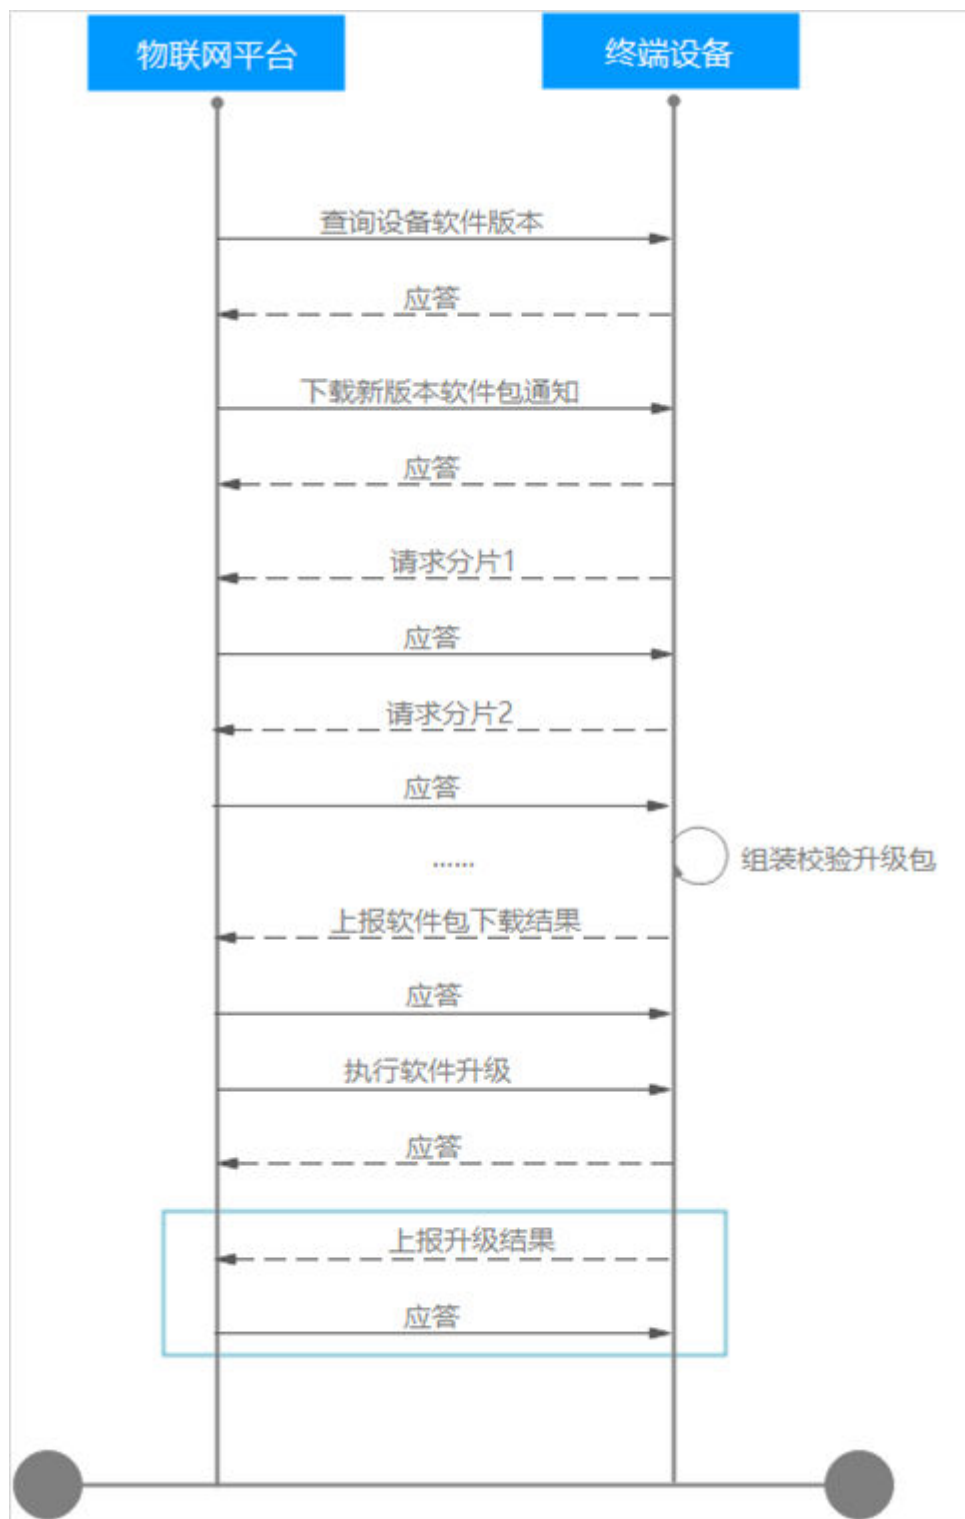 物联网平台
终端设备
查询设备软件版本
应答
下载新版本软件包通知
应答
请求分片1
应答
请求分片2
应答
......
组装校验升级包
上报软件包下载结果
应答
执行软件升级
应答
上报升级结果
应答